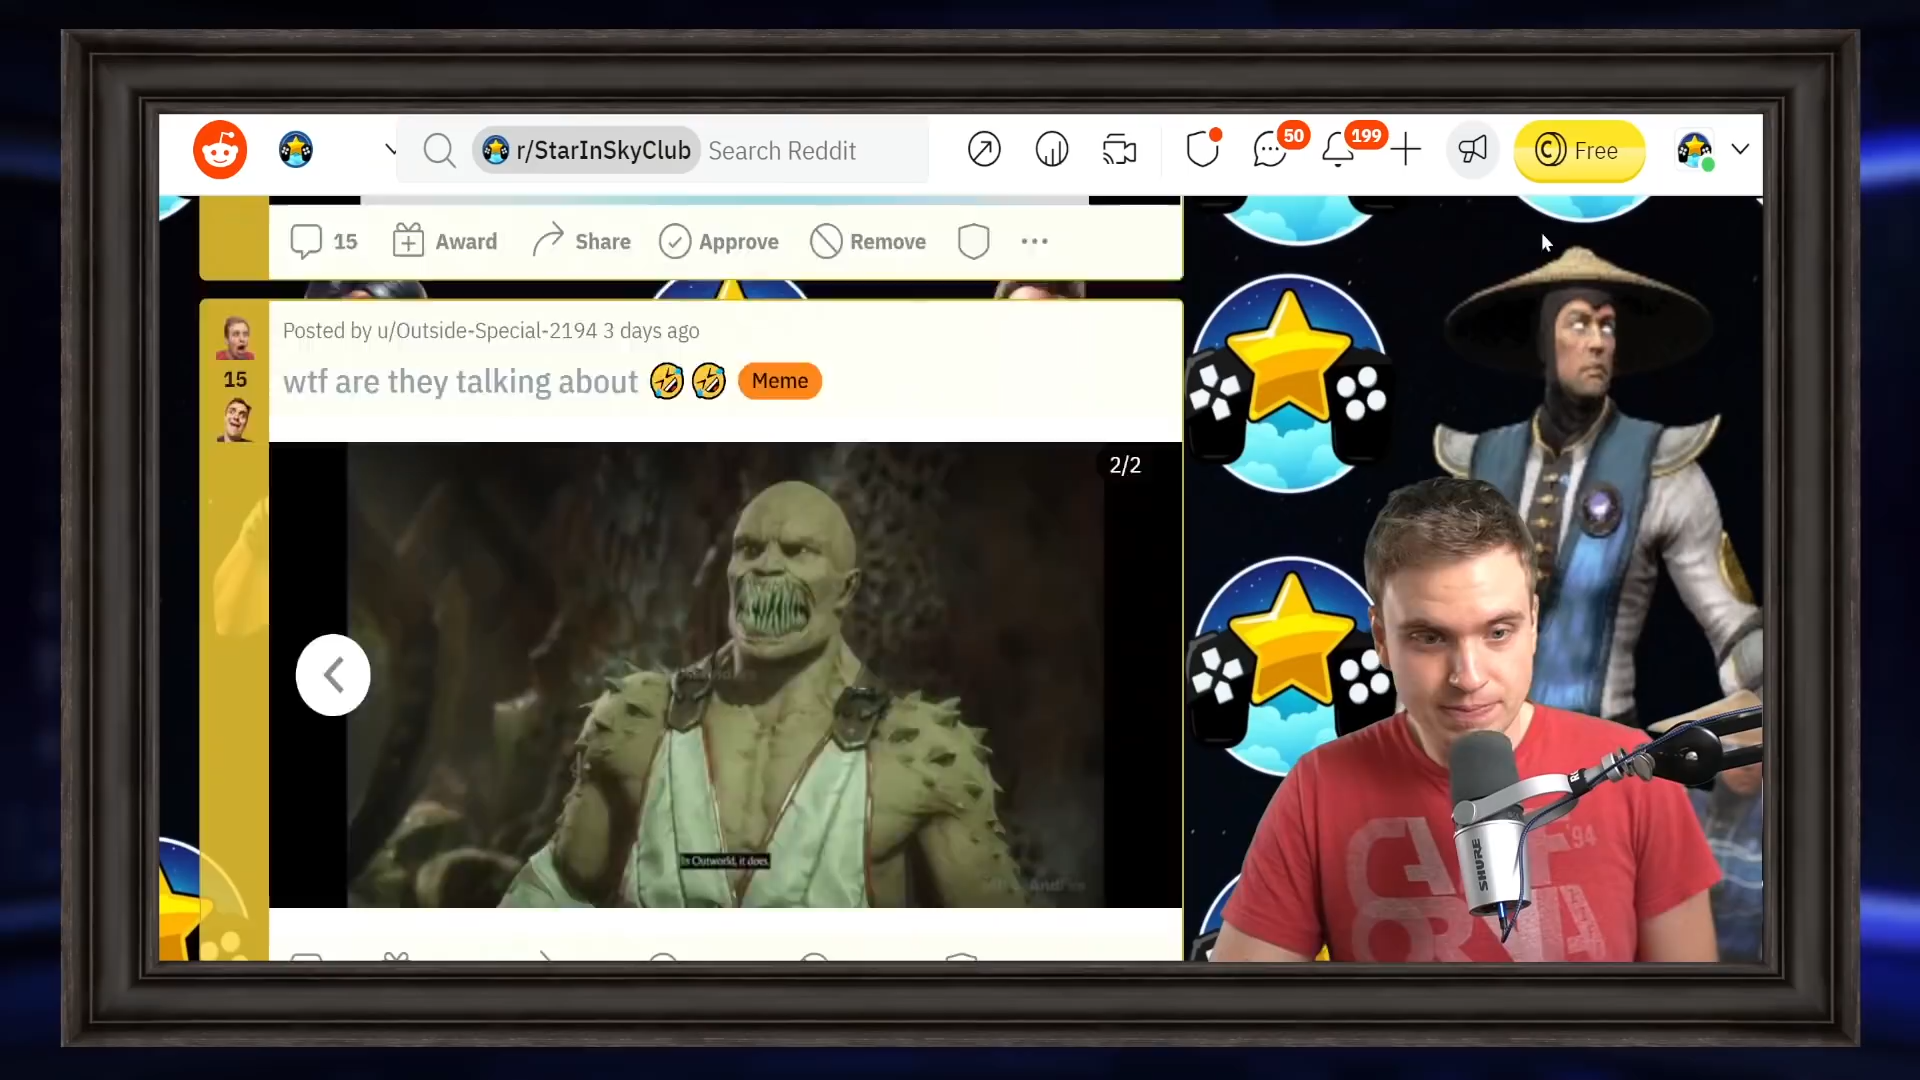 r/StarInSkyClub Search Reddit
50
199
Free
15 Award Share Approve Remove
Posted by u/Outside-Special-2194 3 days ago
15
wtf are they talking about 🤣🤣 Meme
2/2
In Outworld, it does.
'94
SHURE